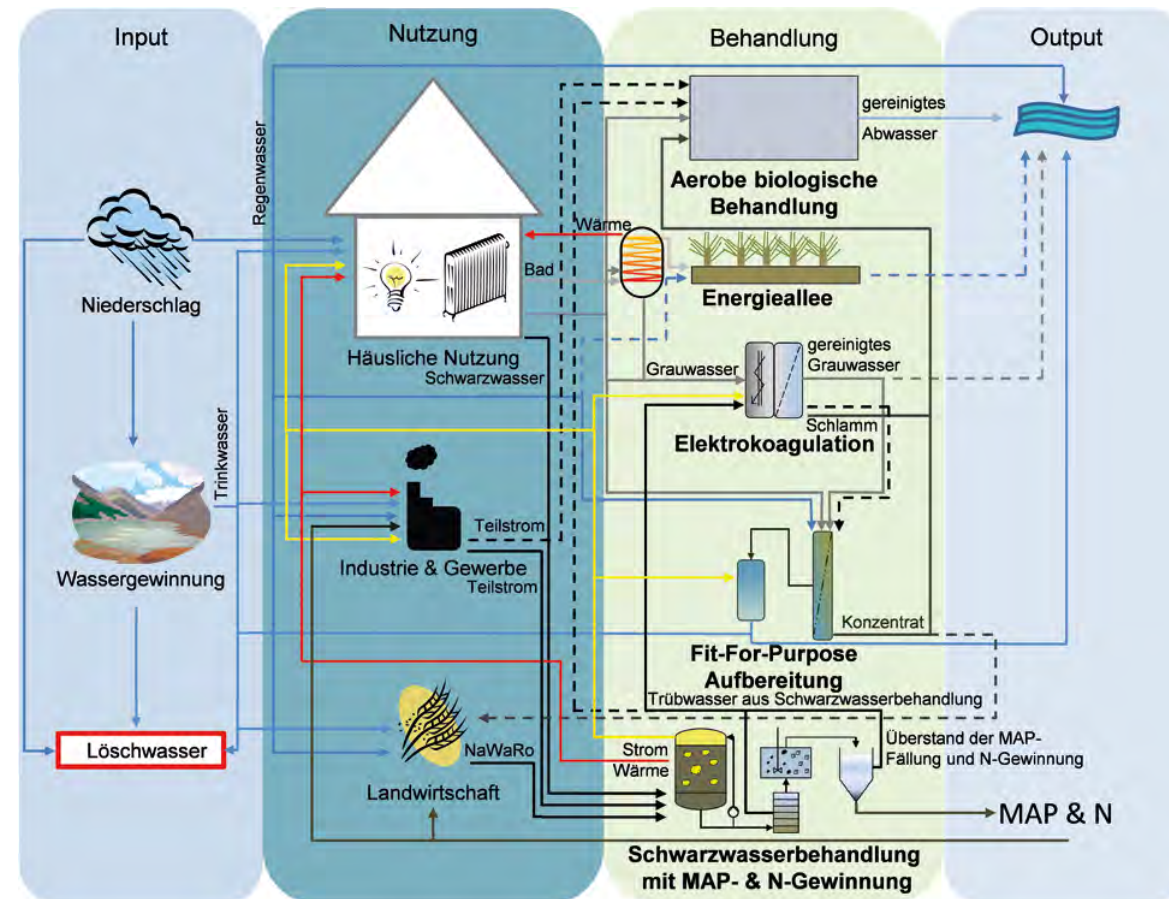 Input
Nutzung
Behandlung
Output
Regenwasser
gereinigtes
Abwasser
Aerobe biologische
Behandlung
Wärme
Bad
Niederschlag
Energieallee
Häusliche Nutzung
Schwarzwasser
Grauwasser
gereinigtes
Grauwasser
Schlamm
Elektrokoagulation
Trinkwasser
Teilstrom
Wassergewinnung
Industrie & Gewerbe
Teilstrom
Konzentrat
Fit-For-Purpose
Aufbereitung
Trübwasser aus Schwarzwasserbehandlung
Löschwasser
NaWaRo
Landwirtschaft
Strom
Wärme
Überstand der MAP-
Fällung und N-Gewinnung
MAP & N
Schwarzwasserbehandlung
mit MAP- & N-Gewinnung